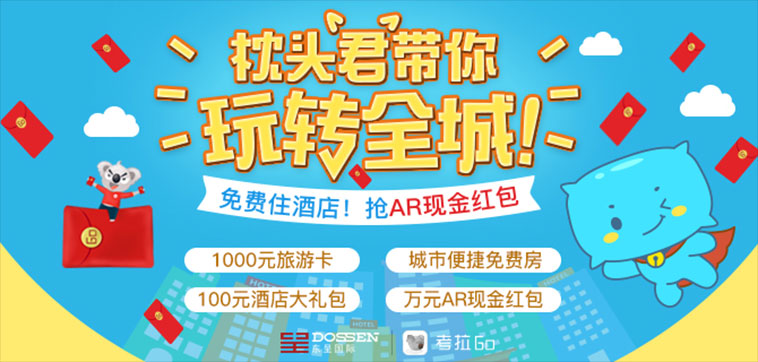 枕头君带你
玩转全城!
免费住酒店！抢AR现金红包
1000元旅游卡
城市便捷免费房
100元酒店大礼包
万元AR现金红包
HOTEL
HOTEL
GO
DOSSEN
东呈国际
考拉Go